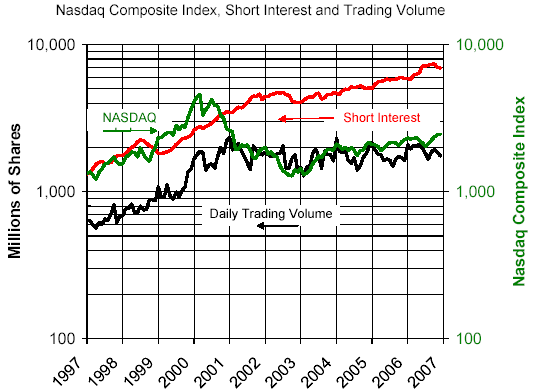 Nasdaq Composite Index, Short Interest and Trading Volume
10,000
10,000
NASDAQ
Short Interest
Millions of Shares
1,000
1,000
Nasdaq Composite Index
Daily Trading Volume
100
100
1997
1998
1999
2000
2001
2002
2003
2004
2005
2006
2007